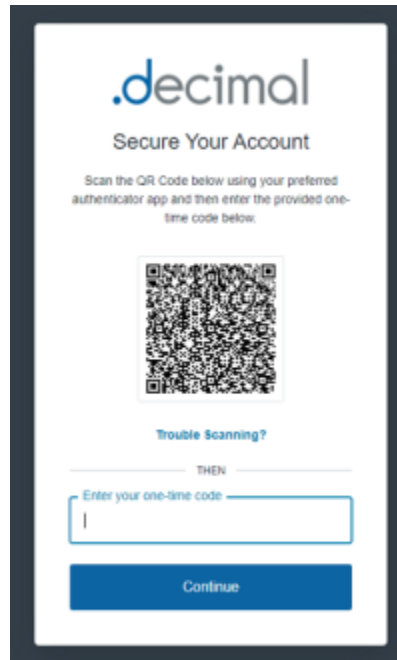 .decimal
Secure Your Account
Scan the QR Code below using your preferred
authenticator app and then enter the provided one-
time code below.
Trouble Scanning?
THEN
Enter your one-time code
Continue